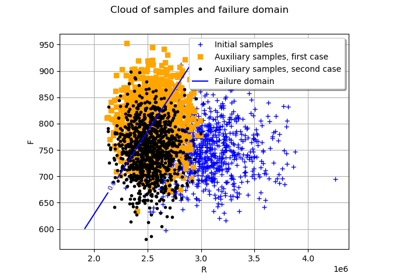 Cloud of samples and failure domain
Initial samples
Auxiliary samples, first case
Auxiliary samples, second case
Failure domain
950
900
850
800
750
700
650
600
F
2.0
2.5
3.0
3.5
4.0
1e6
R